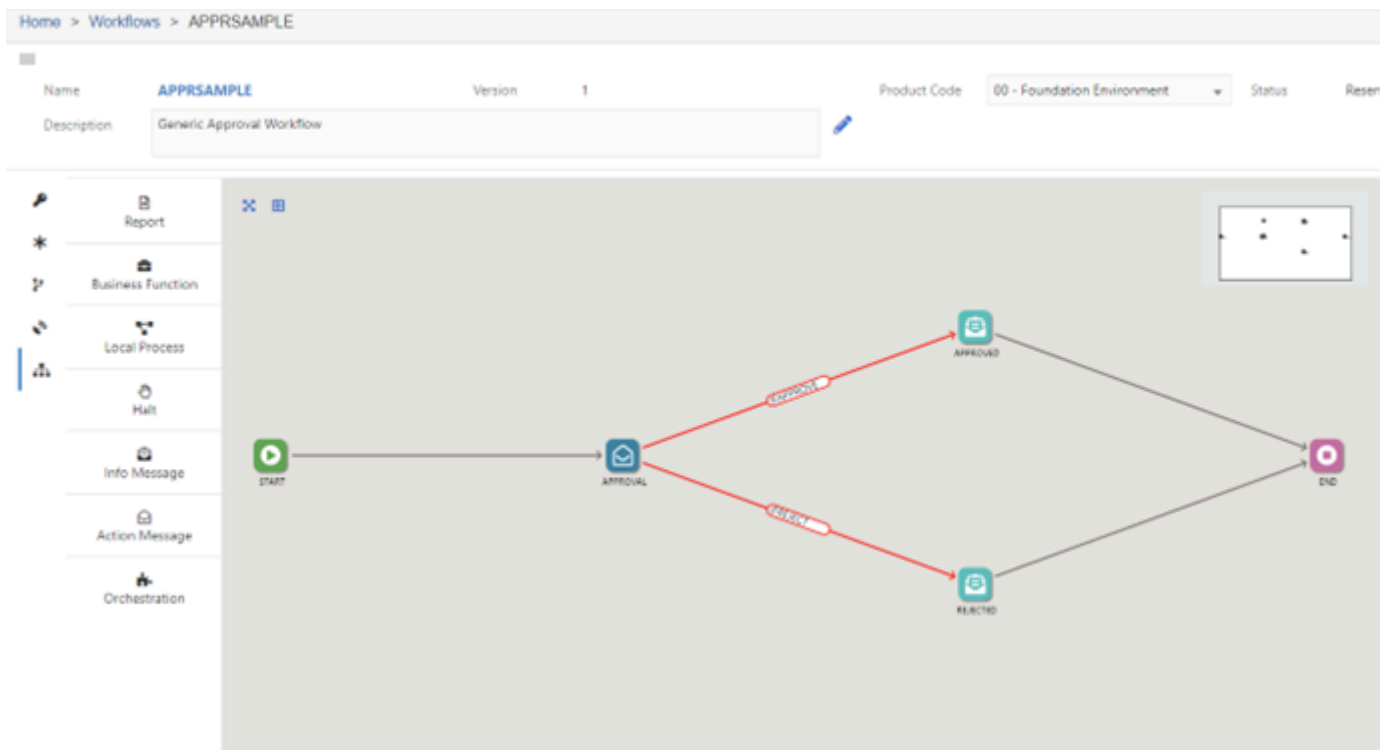 Home > Workflows > APPRSAMPLE
Name APPRSAMPLE Version 1 Product Code 00 - Foundation Environment Status Reser
Description Generic Approval Workflow
Report
Business Function
Local Process
Halt
Info Message
Action Message
Orchestration
APPROVED
START
APPROVAL
END
REJECTED